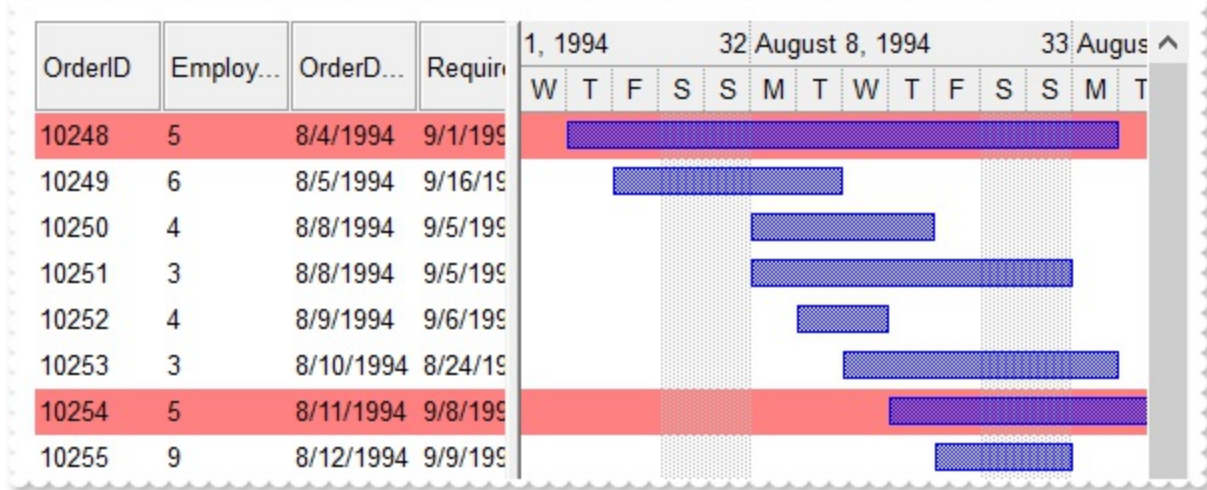 OrderID Employ... OrderD... Require 1, 1994 32 August 8, 1994 33 Augus
W T F S S M T W T F S S M T
10248 5 8/4/1994 9/1/199
10249 6 8/5/1994 9/16/19
10250 4 8/8/1994 9/5/199
10251 3 8/8/1994 9/5/199
10252 4 8/9/1994 9/6/199
10253 3 8/10/1994 8/24/19
10254 5 8/11/1994 9/8/199
10255 9 8/12/1994 9/9/199